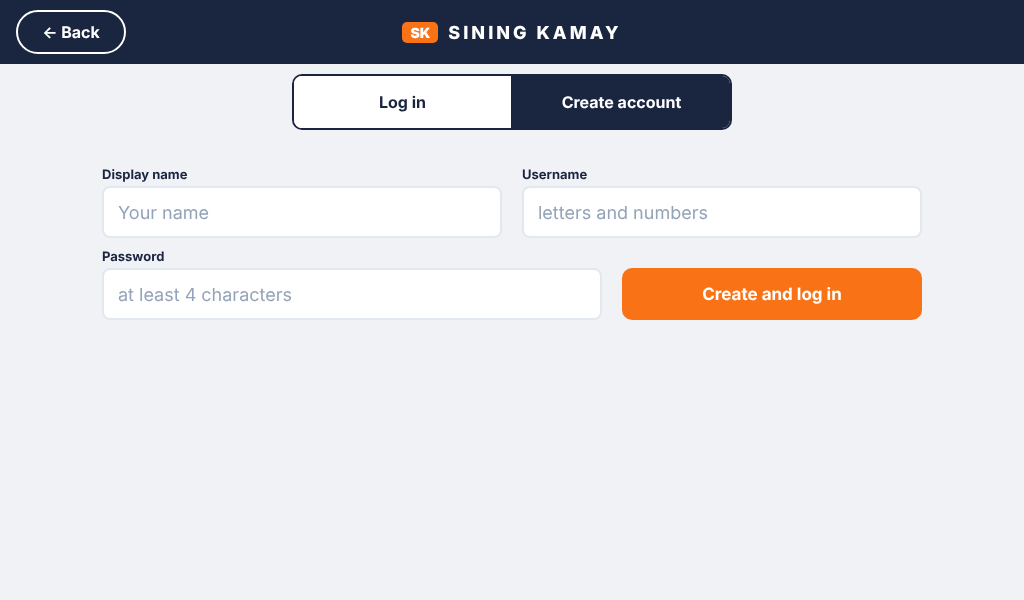 ← Back
SK SINING KAMAY
Log in
Create account
Display name
Username
Your name
letters and numbers
Password
at least 4 characters
Create and log in